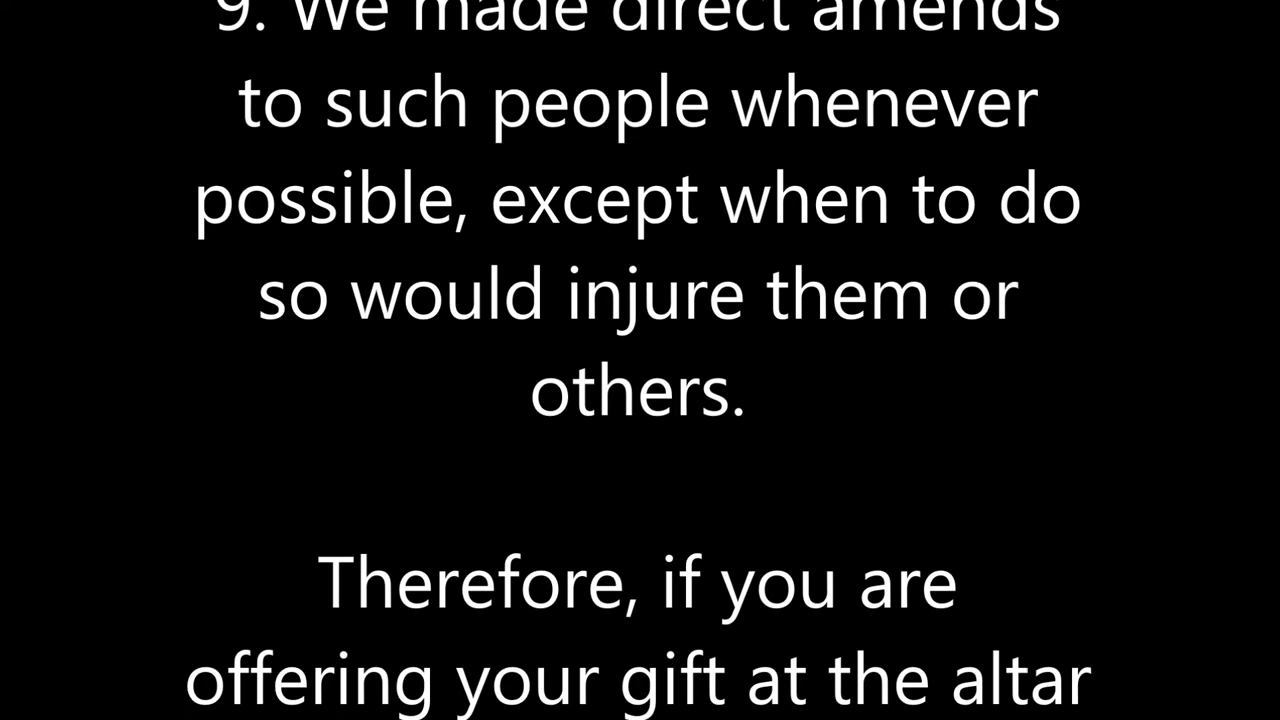 9. We made direct amends
to such people whenever
possible, except when to do
so would injure them or
others.
Therefore, if you are
offering your gift at the altar